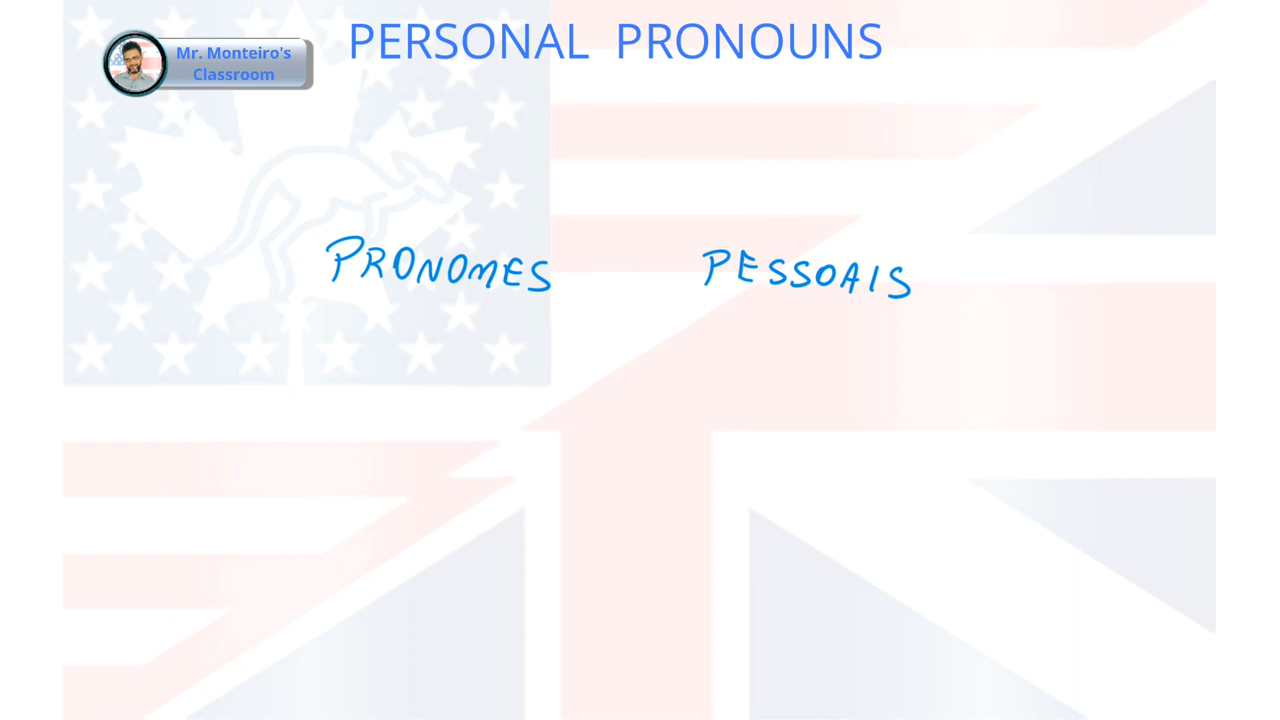 PERSONAL PRONOUNS
Mr. Monteiro's
Classroom
PRONOMES PESSOAIS